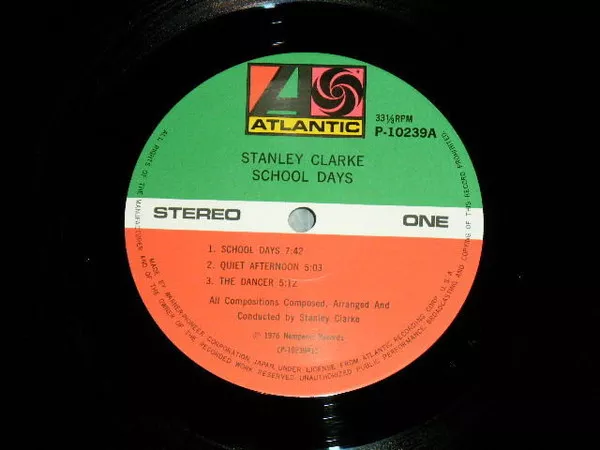 ATLANTIC
33⅓RPM
P-10239A
STANLEY CLARKE
SCHOOL DAYS
STEREO
ONE
1. SCHOOL DAYS 7:42
2. QUIET AFTERNOON 5:03
3. THE DANCER 5:12
All Compositions Composed, Arranged And
Conducted by Stanley Clarke
Ⓟ 1976 Nemperor Records
ALL RIGHTS OF THE MANUFACTURER AND OF THE OWNER OF THE RECORDED WORK RESERVED. UNAUTHORIZED PUBLIC PERFORMANCE, BROADCASTING AND COPYING OF THIS RECORD PROHIBITED.
MADE BY WARNER-PIONEER CORPORATION JAPAN, UNDER LICENSE FROM ATLANTIC RECORDING CORP. U.S.A.